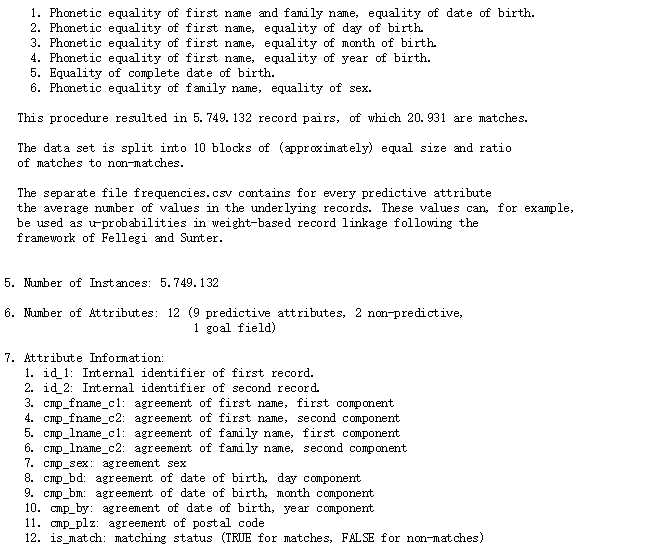 1. Phonetic equality of first name and family name, equality of date of birth.
2. Phonetic equality of first name, equality of day of birth.
3. Phonetic equality of first name, equality of month of birth.
4. Phonetic equality of first name, equality of year of birth.
5. Equality of complete date of birth.
6. Phonetic equality of family name, equality of sex.
This procedure resulted in 5.749.132 record pairs, of which 20.931 are matches.
The data set is split into 10 blocks of (approximately) equal size and ratio
of matches to non-matches.
The separate file frequencies.csv contains for every predictive attribute
the average number of values in the underlying records. These values can, for example,
be used as u-probabilities in weight-based record linkage following the
framework of Fellegi and Sunter.
5. Number of Instances: 5.749.132
6. Number of Attributes: 12 (9 predictive attributes, 2 non-predictive,
1 goal field)
7. Attribute Information:
1. id_1: Internal identifier of first record.
2. id_2: Internal identifier of second record.
3. cmp_fname_c1: agreement of first name, first component
4. cmp_fname_c2: agreement of first name, second component
5. cmp_lname_c1: agreement of family name, first component
6. cmp_lname_c2: agreement of family name, second component
7. cmp_sex: agreement sex
8. cmp_bd: agreement of date of birth, day component
9. cmp_bm: agreement of date of birth, month component
10. cmp_by: agreement of date of birth, year component
11. cmp_plz: agreement of postal code
12. is_match: matching status (TRUE for matches, FALSE for non-matches)